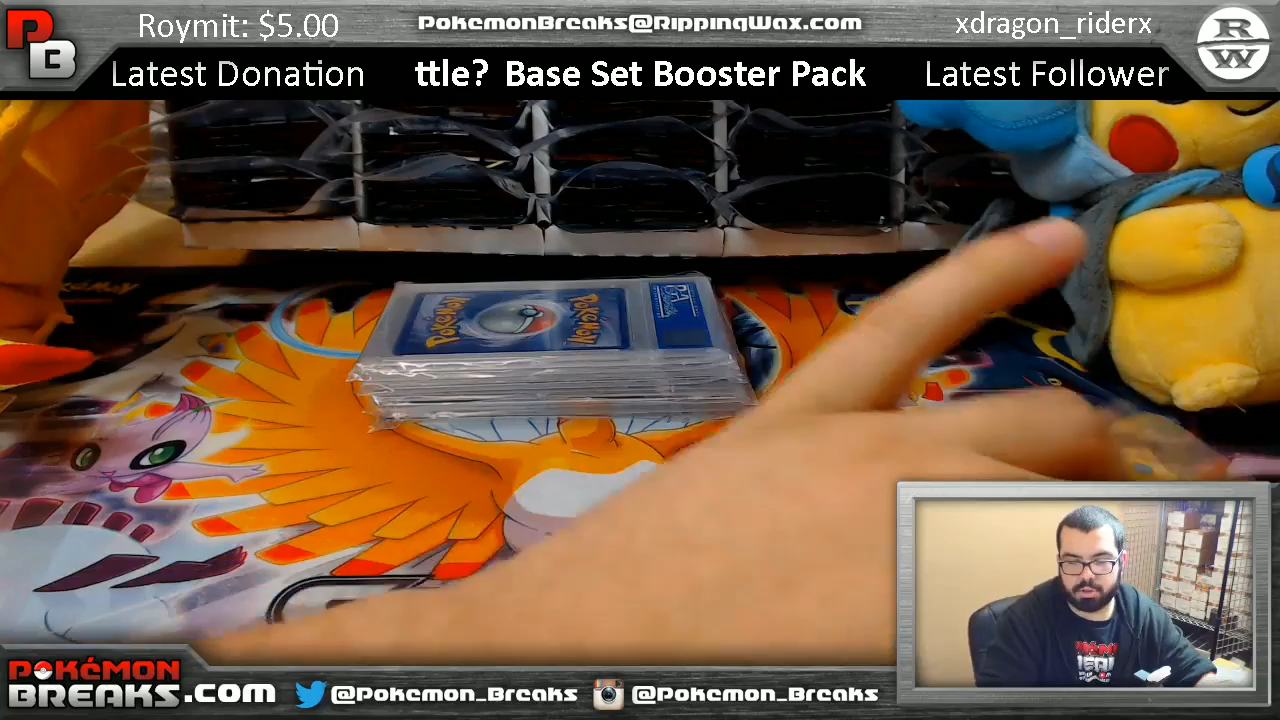 Roymit: $5.00
PokemonBreaks@RippingWax.com
xdragon_riderx
PB
RW
Latest Donation
ttle? Base Set Booster Pack
Latest Follower
POKéMON
POKéMON
PSA
POKéMON
BREAKS.com
@Pokemon_Breaks
@Pokemon_Breaks